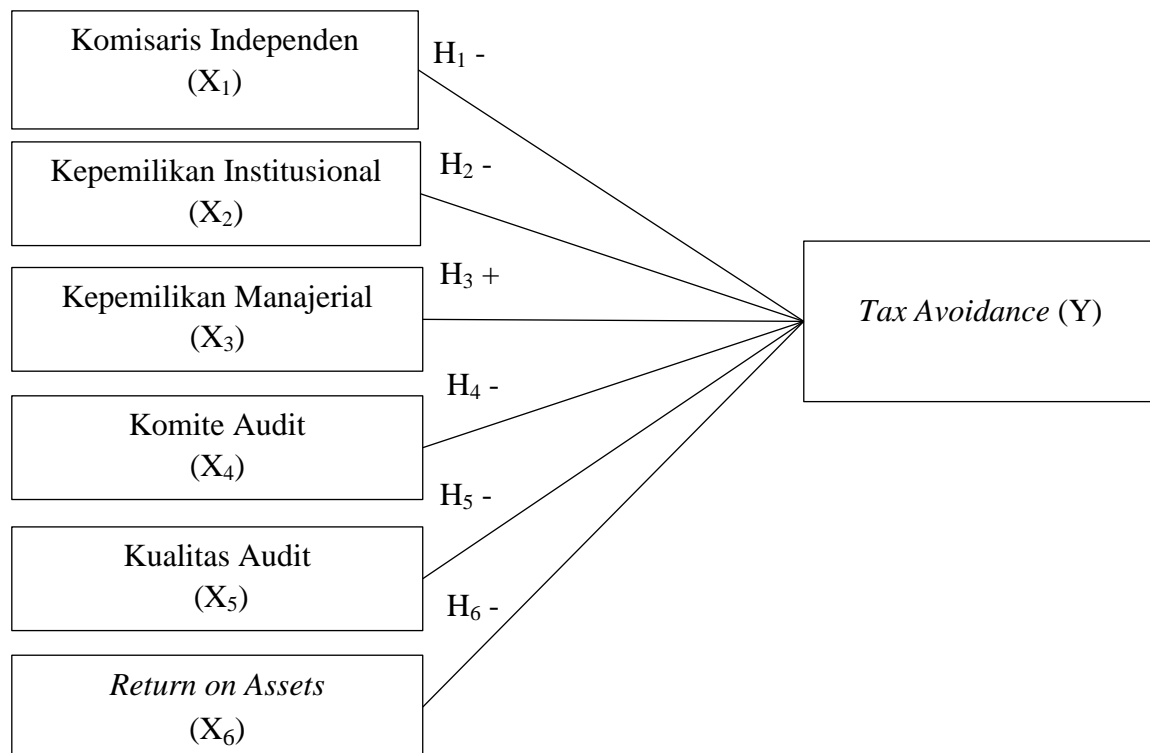 Komisaris Independen
(X₁)
H₁ -
Kepemilikan Institusional
(X₂)
H₂ -
Kepemilikan Manajerial
(X₃)
H₃ +
Tax Avoidance (Y)
Komite Audit
(X₄)
H₄ -
Kualitas Audit
(X₅)
H₅ -
Return on Assets
(X₆)
H₆ -